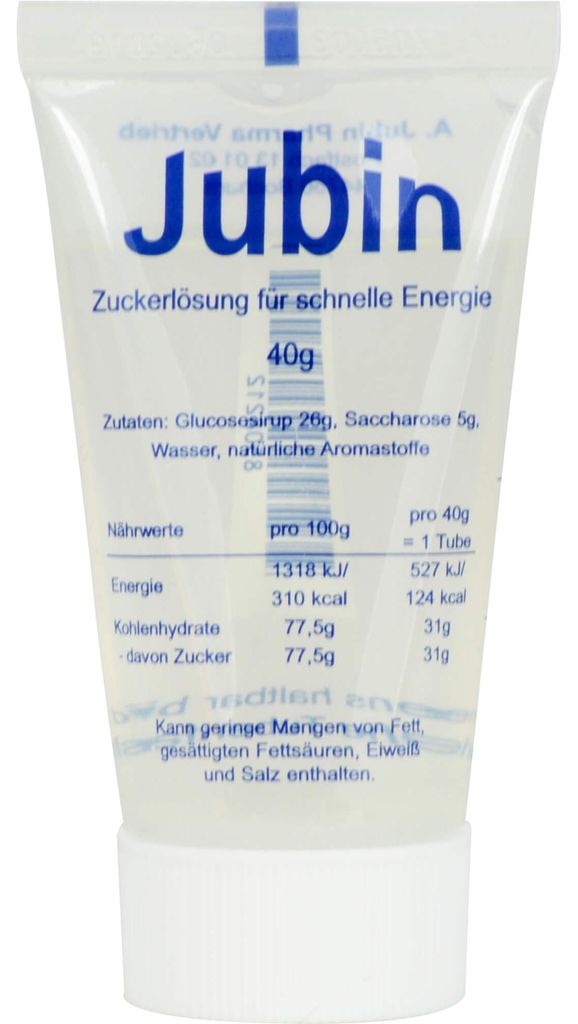 Jubin
Zuckerlösung für schnelle Energie
40g
Zutaten: Glucosesirup 26g, Saccharose 5g,
Wasser, natürliche Aromastoffe
Nährwerte pro 100g pro 40g
= 1 Tube
Energie 1318 kJ/ 527 kJ/
310 kcal 124 kcal
Kohlenhydrate 77,5g 31g
- davon Zucker 77,5g 31g
Kann geringe Mengen von Fett,
gesättigten Fettsäuren, Eiweiß
und Salz enthalten.